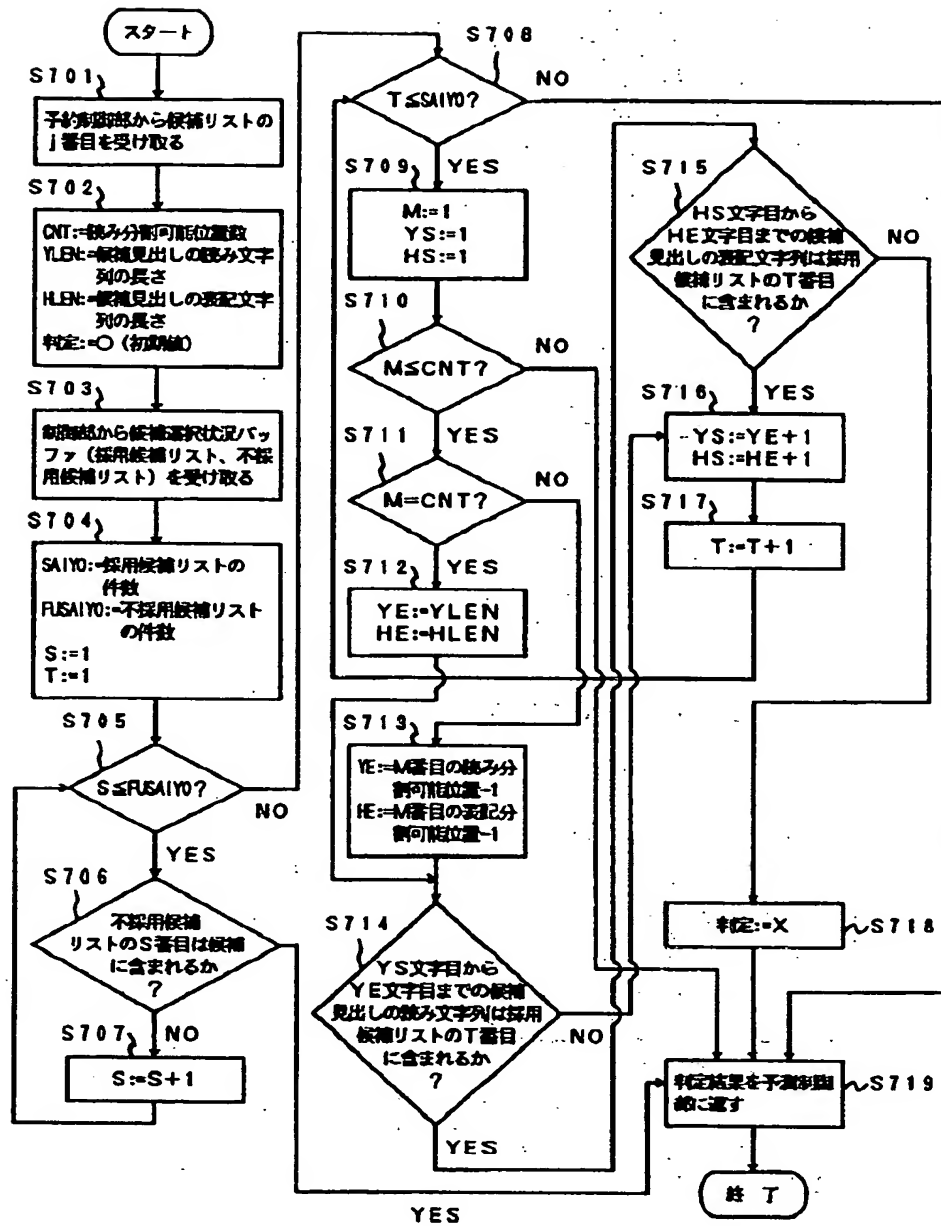 スタート
S701
予約制御部から候補リストの
j番目を受け取る
S702
CNT:=読み分割可能位置数
YLEN:=候補見出しの読み文字
列の長さ
HLEN:=候補見出しの表記文字
列の長さ
判定:=○(初期値)
S703
制御部から候補選択状況バッ
ファ(採用候補リスト、不採
用候補リスト)を受け取る
S704
SAIYO:=採用候補リストの
件数
FUSAIYO:=不採用候補リスト
の件数
S:=1
T:=1
S705
S≦FUSAIYO?
NO
YES
S706
不採用候補
リストのS番目は候補
に含まれるか
?
S707
NO
S:=S+1
YES
S708
T≦SAIYO?
NO
YES
S709
M:=1
YS:=1
HS:=1
S710
M≦CNT?
NO
YES
S711
M=CNT?
NO
YES
S712
YE:=YLEN
HE:=HLEN
S713
YE:=M番目の読み分
割可能位置-1
HE:=M番目の表記分
割可能位置-1
S714
YS文字目から
YE文字目までの候補
見出しの読み文字列は採用
候補リストのT番目
に含まれるか
?
NO
YES
S715
HS文字目から
HE文字目までの候補
見出しの表記文字列は採用
候補リストのT番目
に含まれるか
?
NO
YES
S716
YS:=YE+1
HS:=HE+1
S717
T:=T+1
判定:=X
S718
判定結果を予測制御
部に返す
S719
終了